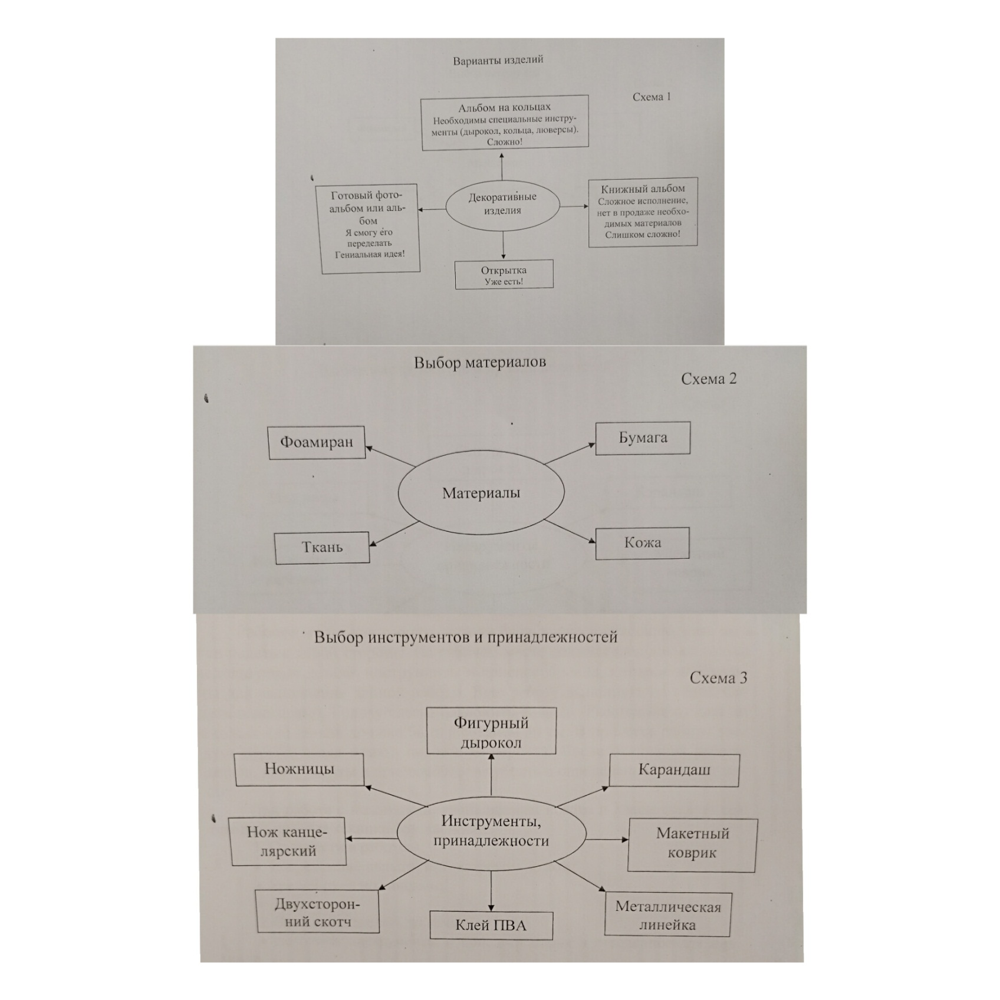 Варианты изделий
Схема 1
Альбом на кольцах
Необходимы специальные инстру-
менты (дырокол, кольца, люверсы).
Сложно!
Готовый фото-
альбом или аль-
бом
Я смогу его
переделать
Гениальная идея!
Декоративные
изделия
Книжный альбом
Сложное исполнение,
нет в продаже необхо-
димых материалов
Слишком сложно!
Открытка
Уже есть!
Выбор материалов
Схема 2
Фоамиран
Бумага
Материалы
Ткань
Кожа
Выбор инструментов и принадлежностей
Схема 3
Фигурный
дырокол
Ножницы
Карандаш
Нож канце-
лярский
Инструменты,
принадлежности
Макетный
коврик
Двухсторон-
ний скотч
Клей ПВА
Металлическая
линейка